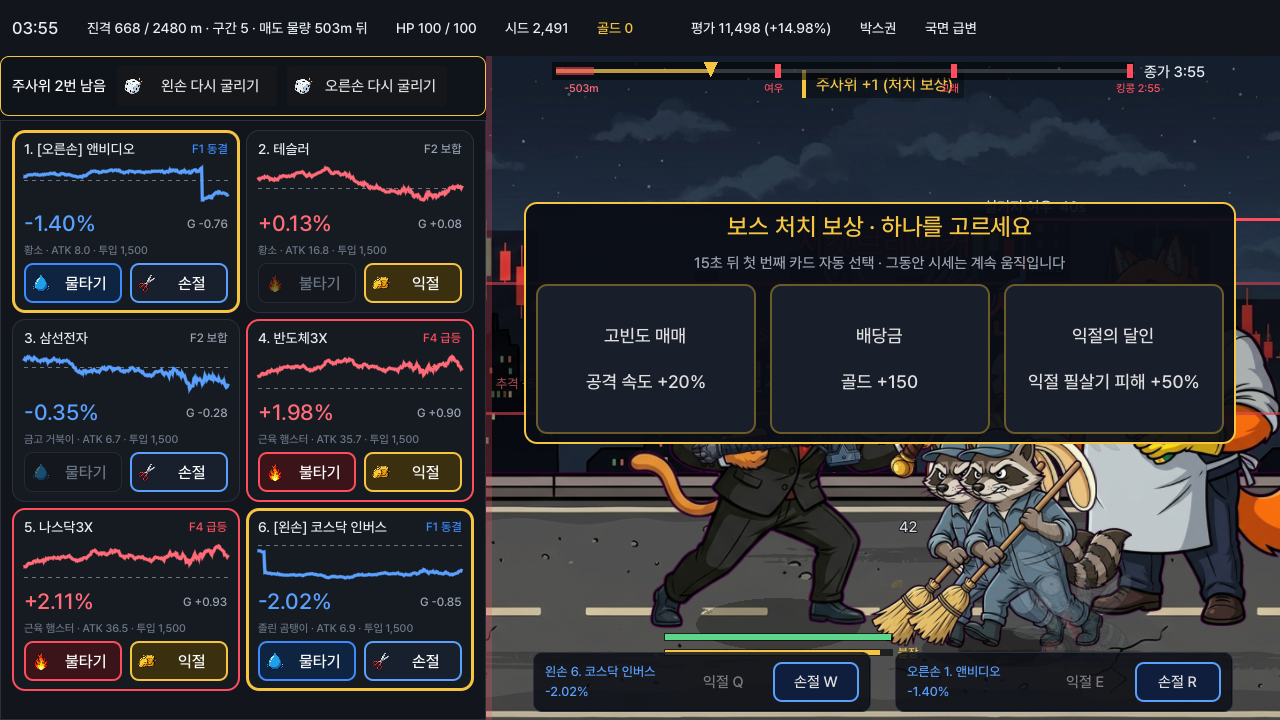 03:55 진격 668 / 2480 m · 구간 5 · 매도 물량 503m 뒤 HP 100 / 100 시드 2,491 골드 0 평가 11,498 (+14.98%) 박스권 국면 급변
주사위 2번 남음 왼손 다시 굴리기 오른손 다시 굴리기
1. [오른손] 앤비디오 F1 동결
-1.40% G -0.76
황소 · ATK 8.0 · 투입 1,500
물타기 손절
2. 테슬러 F2 보합
+0.13% G +0.08
황소 · ATK 16.8 · 투입 1,500
불타기 익절
3. 삼선전자 F2 보합
-0.35% G -0.28
금고 거북이 · ATK 6.7 · 투입 1,500
물타기 손절
4. 반도체3X F4 급등
+1.98% G +0.90
근육 햄스터 · ATK 35.7 · 투입 1,500
불타기 익절
5. 나스닥3X F4 급등
+2.11% G +0.93
근육 햄스터 · ATK 36.5 · 투입 1,500
불타기 익절
6. [왼손] 코스닥 인버스 F1 동결
-2.02% G -0.85
졸린 곰탱이 · ATK 6.9 · 투입 1,500
물타기 손절
종가 3:55
-503m 여우 킹콩 2:55
주사위 +1 (처치 보상)
보스 처치 보상 · 하나를 고르세요
15초 뒤 첫 번째 카드 자동 선택 · 그동안 시세는 계속 움직입니다
고빈도 매매
공격 속도 +20%
배당금
골드 +150
익절의 달인
익절 필살기 피해 +50%
추격
42
왼손 6. 코스닥 인버스
-2.02%
익절 Q 손절 W
오른손 1. 앤비디오
-1.40%
익절 E 손절 R